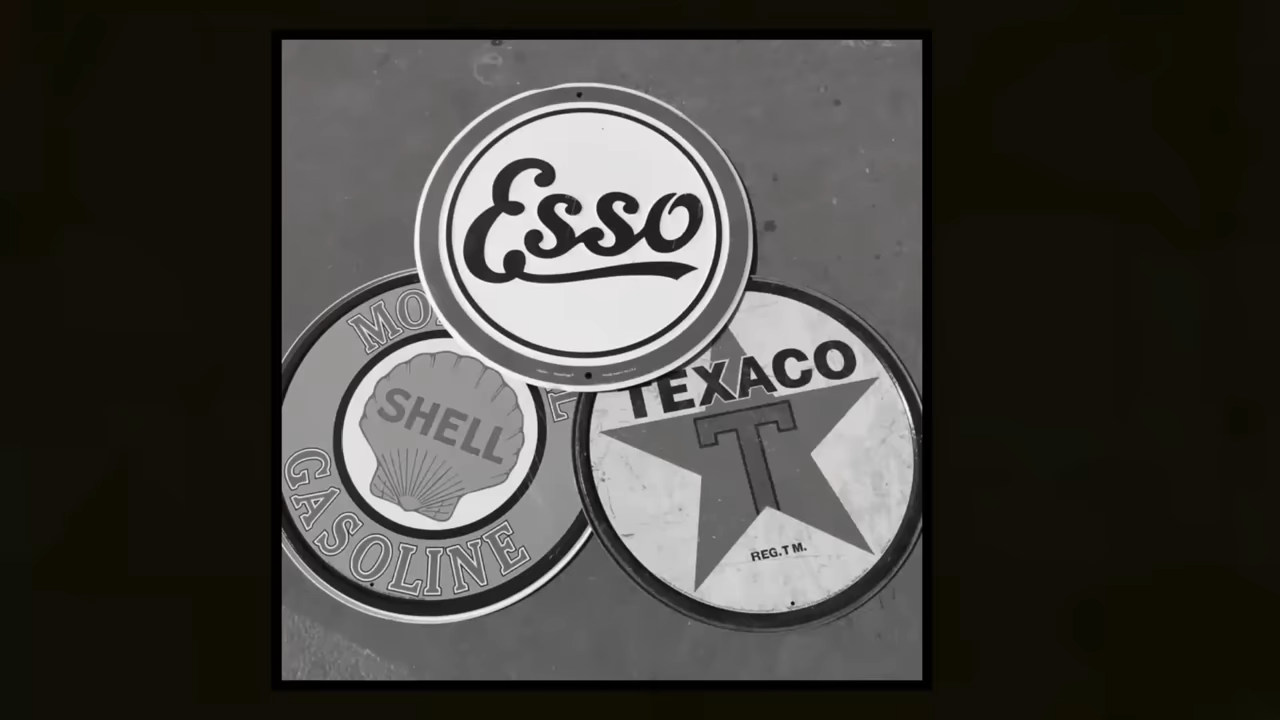 Esso
MO
SHELL
GASOLINE
TEXACO
T
REG.T M.